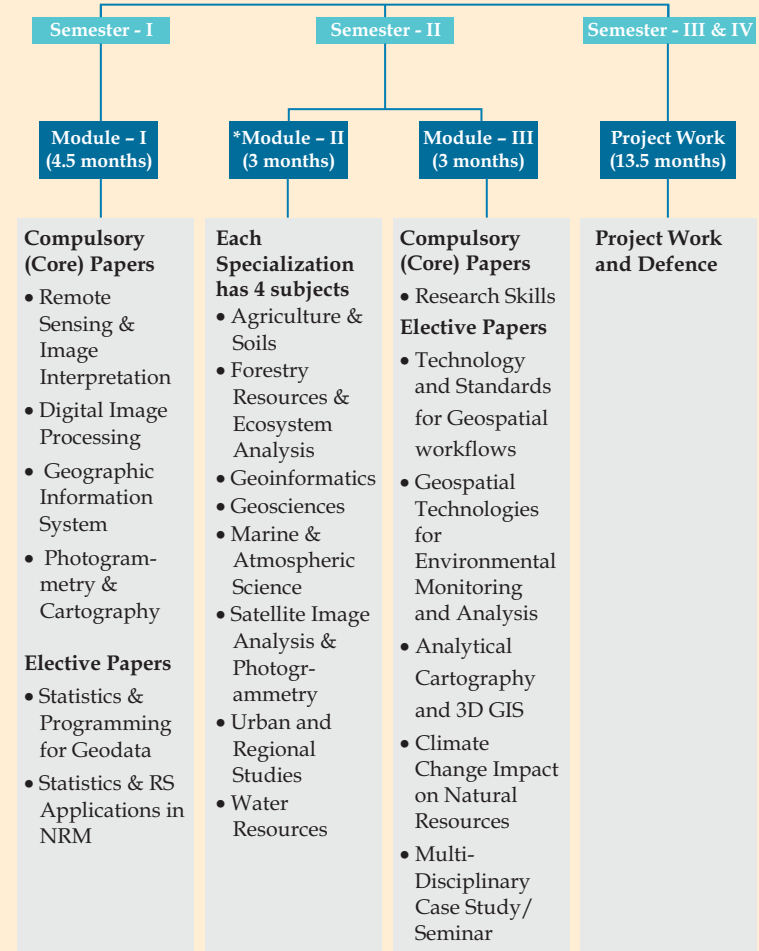 Semester - I
Semester - II
Semester - III & IV
Module – I
(4.5 months)
*Module – II
(3 months)
Module – III
(3 months)
Project Work
(13.5 months)
Compulsory
(Core) Papers
• Remote
Sensing &
Image
Interpretation
• Digital Image
Processing
• Geographic
Information
System
• Photogram-
metry &
Cartography
Elective Papers
• Statistics &
Programming
for Geodata
• Statistics & RS
Applications in
NRM
Each
Specialization
has 4 subjects
• Agriculture &
Soils
• Forestry
Resources &
Ecosystem
Analysis
• Geoinformatics
• Geosciences
• Marine &
Atmospheric
Science
• Satellite Image
Analysis &
Photogr-
ammetry
• Urban and
Regional
Studies
• Water
Resources
Compulsory
(Core) Papers
• Research Skills
Elective Papers
• Technology
and Standards
for Geospatial
workflows
• Geospatial
Technologies
for
Environmental
Monitoring
and Analysis
• Analytical
Cartography
and 3D GIS
• Climate
Change Impact
on Natural
Resources
• Multi-
Disciplinary
Case Study/
Seminar
Project Work
and Defence